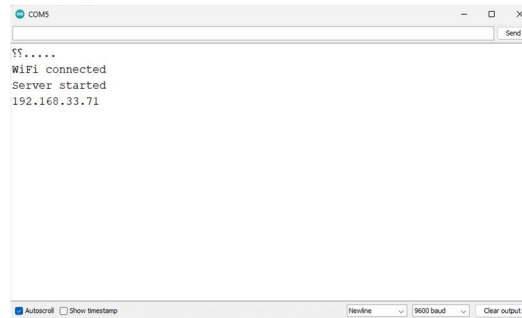 COM5
Send
⸮⸮.....
WiFi connected
Server started
192.168.33.71
Autoscroll Show timestamp Newline 9600 baud Clear output